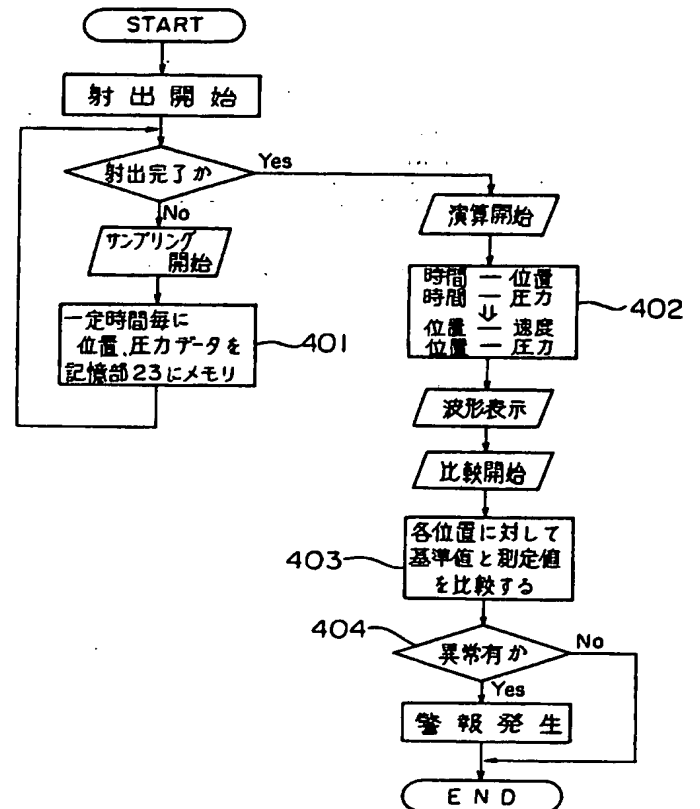 START
射出開始
射出完了か
Yes
No
サンプリング
開始
一定時間毎に
位置、圧力データを
記憶部23にメモリ
401
演算開始
時間 — 位置
時間 — 圧力
⇓
位置 — 速度
位置 — 圧力
402
波形表示
比較開始
各位置に対して
基準値と測定値
を比較する
403
404
異常有か
No
Yes
警報発生
END